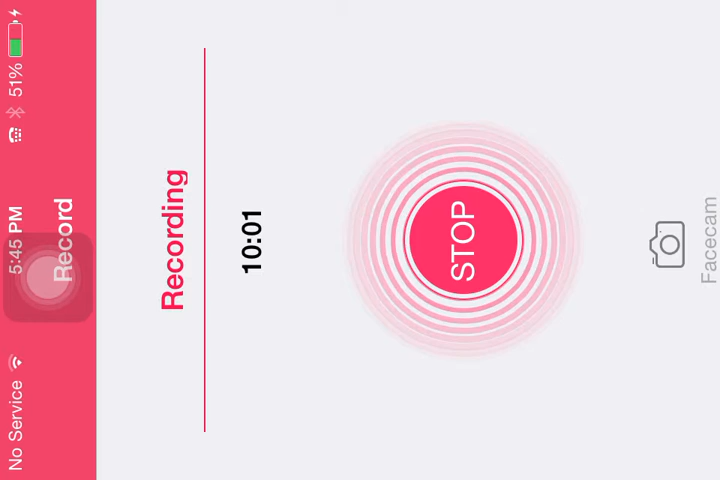 No Service 5:45 PM 51%
Record
Recording
10:01
STOP
Facecam